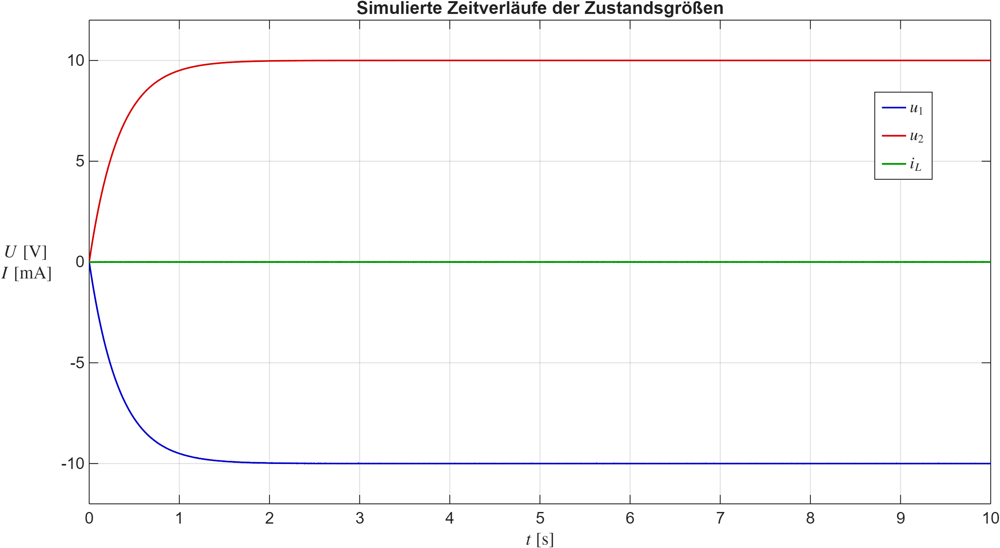 Simulierte Zeitverläufe der Zustandsgrößen
10
5
0
-5
-10
U [V]
I [mA]
u1
u2
iL
0 1 2 3 4 5 6 7 8 9 10
t [s]